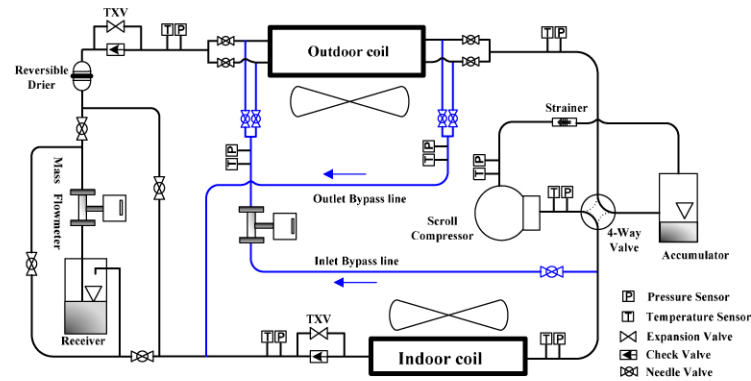 TXV
T P
Outdoor coil
T P
Reversible
Drier
Strainer
P
T
P
T
P
T
Mass Flowmeter
Outlet Bypass line
T P
Scroll
Compressor
4-Way
Valve
Accumulator
Inlet Bypass line
Receiver
TXV
T P
Indoor coil
T P
P Pressure Sensor
T Temperature Sensor
Expansion Valve
Check Valve
Needle Valve